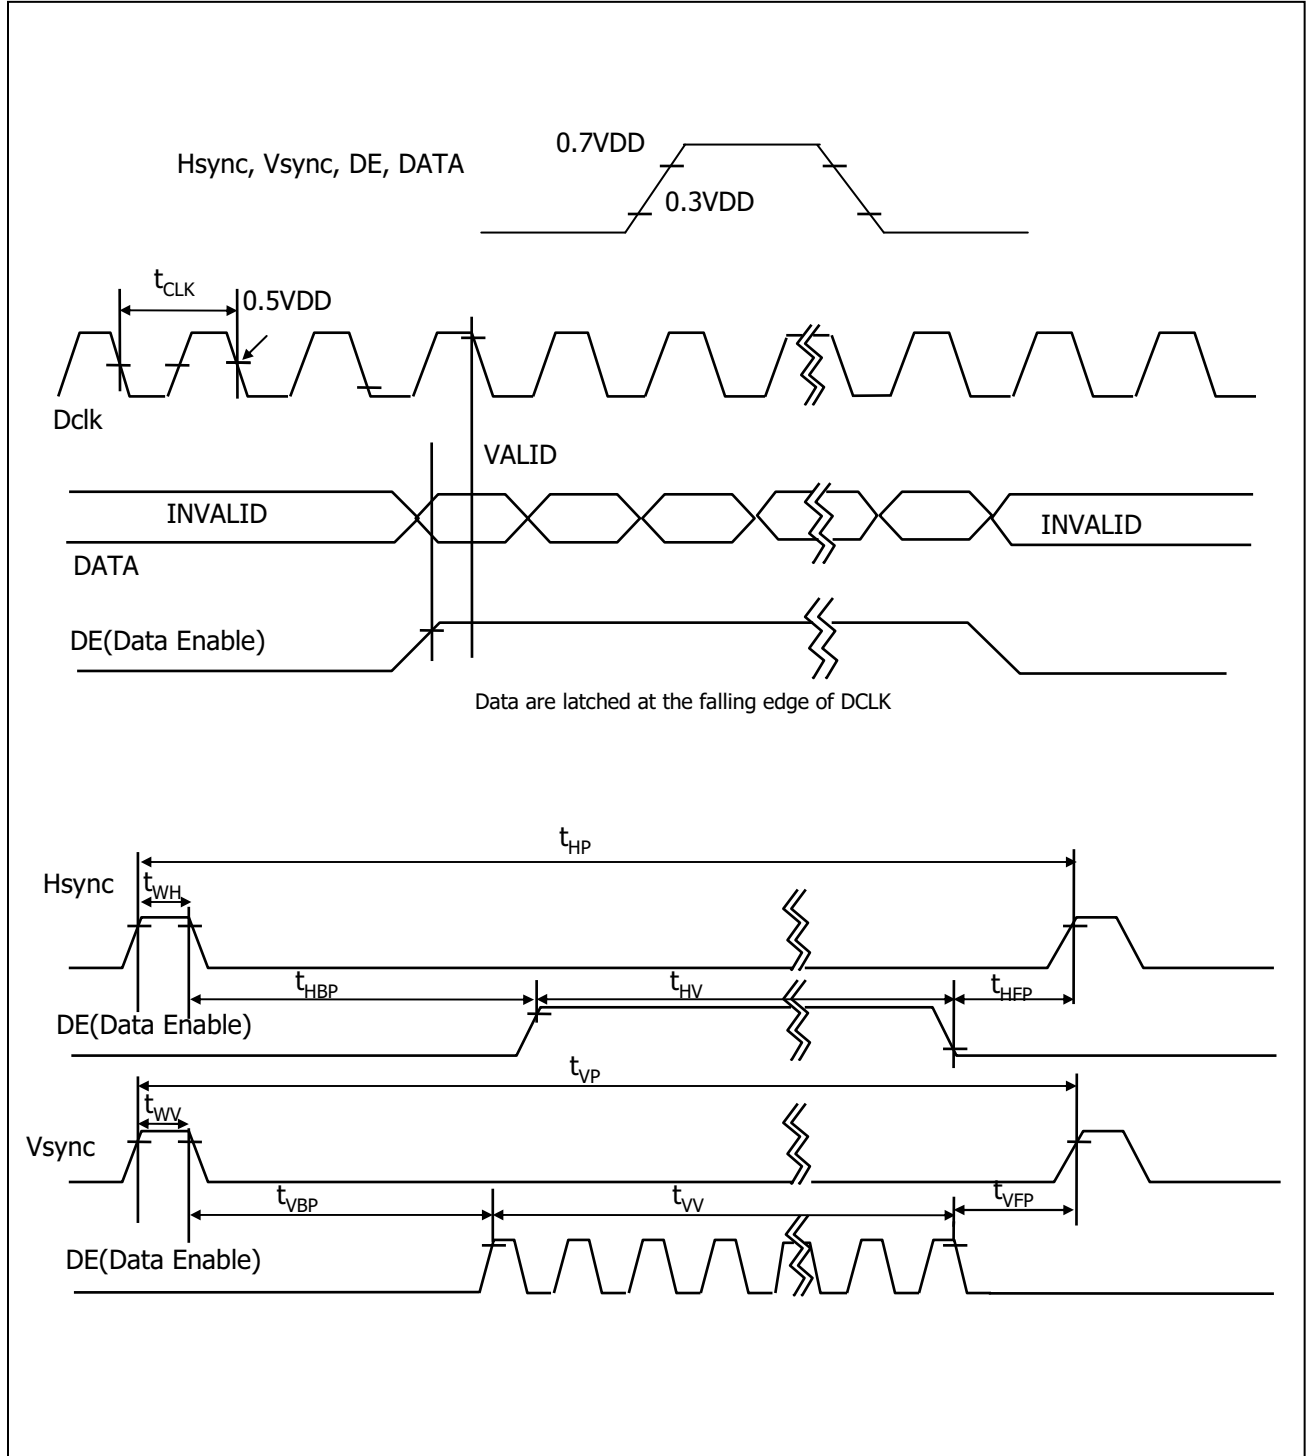 0.7VDD
Hsync, Vsync, DE, DATA
0.3VDD
tCLK
0.5VDD
Dclk
VALID
INVALID
INVALID
DATA
DE(Data Enable)
Data are latched at the falling edge of DCLK
tHP
Hsync
tWH
tHBP
tHV
tHFP
DE(Data Enable)
tVP
tWV
Vsync
tVBP
tVV
tVFP
DE(Data Enable)